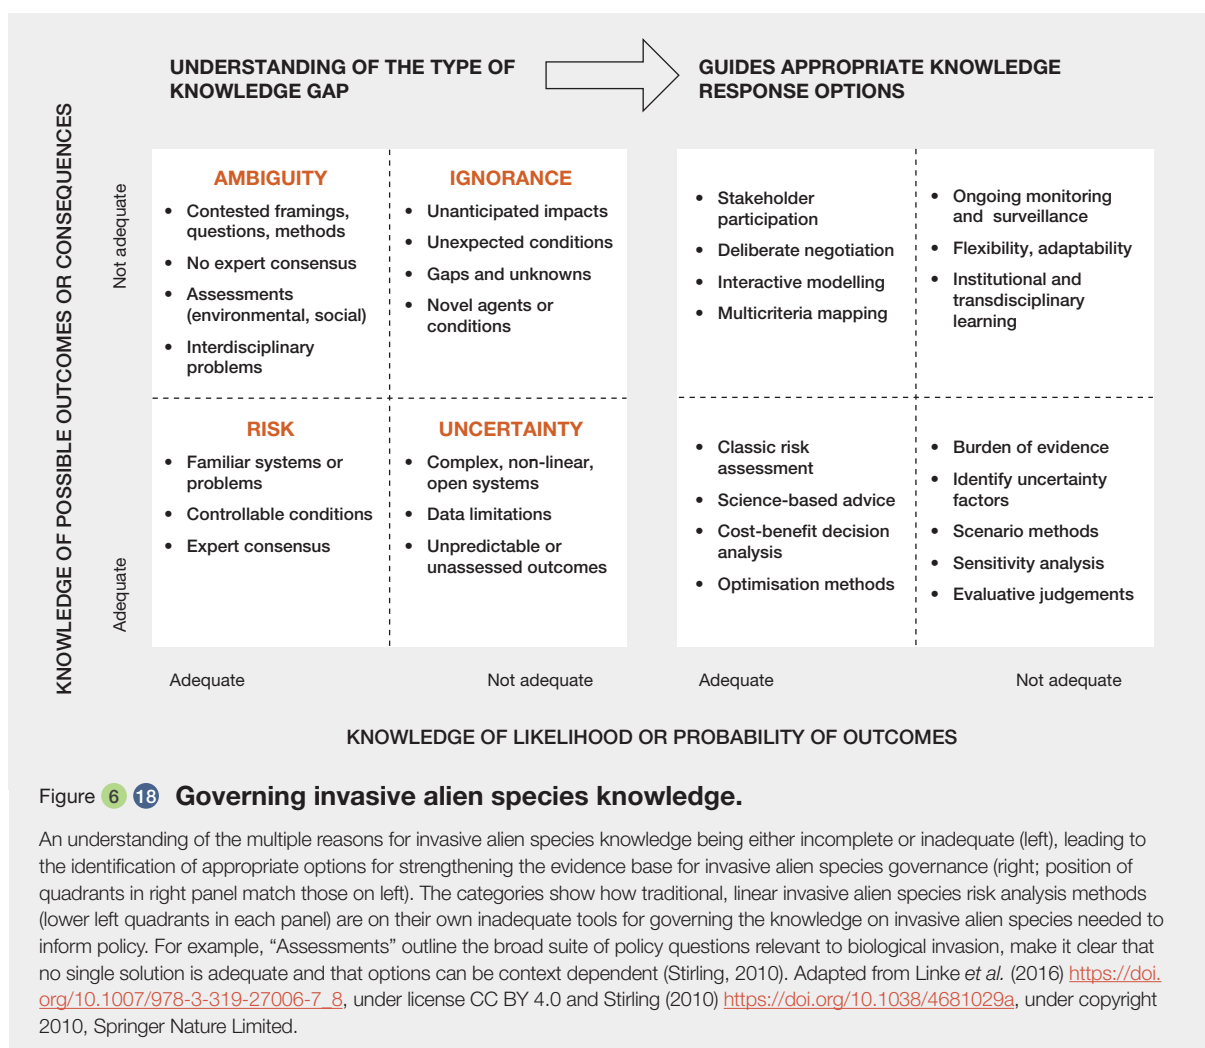 UNDERSTANDING OF THE TYPE OF
KNOWLEDGE GAP
GUIDES APPROPRIATE KNOWLEDGE
RESPONSE OPTIONS
KNOWLEDGE OF POSSIBLE OUTCOMES OR CONSEQUENCES
Not adequate
Adequate
AMBIGUITY
• Contested framings,
questions, methods
• No expert consensus
• Assessments
(environmental, social)
• Interdisciplinary
problems
IGNORANCE
• Unanticipated impacts
• Unexpected conditions
• Gaps and unknowns
• Novel agents or
conditions
RISK
• Familiar systems or
problems
• Controllable conditions
• Expert consensus
UNCERTAINTY
• Complex, non-linear,
open systems
• Data limitations
• Unpredictable or
unassessed outcomes
• Stakeholder
participation
• Deliberate negotiation
• Interactive modelling
• Multicriteria mapping
• Ongoing monitoring
and surveillance
• Flexibility, adaptability
• Institutional and
transdisciplinary
learning
• Classic risk
assessment
• Science-based advice
• Cost-benefit decision
analysis
• Optimisation methods
• Burden of evidence
• Identify uncertainty
factors
• Scenario methods
• Sensitivity analysis
• Evaluative judgements
Adequate
Not adequate
Adequate
Not adequate
KNOWLEDGE OF LIKELIHOOD OR PROBABILITY OF OUTCOMES
Figure 6 18 Governing invasive alien species knowledge.
An understanding of the multiple reasons for invasive alien species knowledge being either incomplete or inadequate (left), leading to
the identification of appropriate options for strengthening the evidence base for invasive alien species governance (right; position of
quadrants in right panel match those on left). The categories show how traditional, linear invasive alien species risk analysis methods
(lower left quadrants in each panel) are on their own inadequate tools for governing the knowledge on invasive alien species needed to
inform policy. For example, “Assessments” outline the broad suite of policy questions relevant to biological invasion, make it clear that
no single solution is adequate and that options can be context dependent (Stirling, 2010). Adapted from Linke et al. (2016) https://doi.
org/10.1007/978-3-319-27006-7_8, under license CC BY 4.0 and Stirling (2010) https://doi.org/10.1038/4681029a, under copyright
2010, Springer Nature Limited.